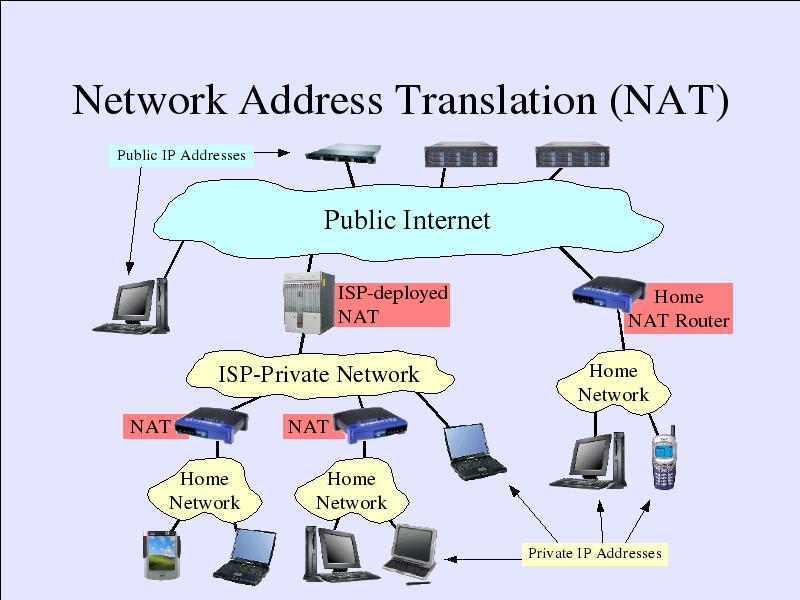 Network Address Translation (NAT)
Public IP Addresses
Public Internet
ISP-deployed
NAT
Home
NAT Router
ISP-Private Network
Home
Network
NAT
NAT
Home
Network
Home
Network
Private IP Addresses